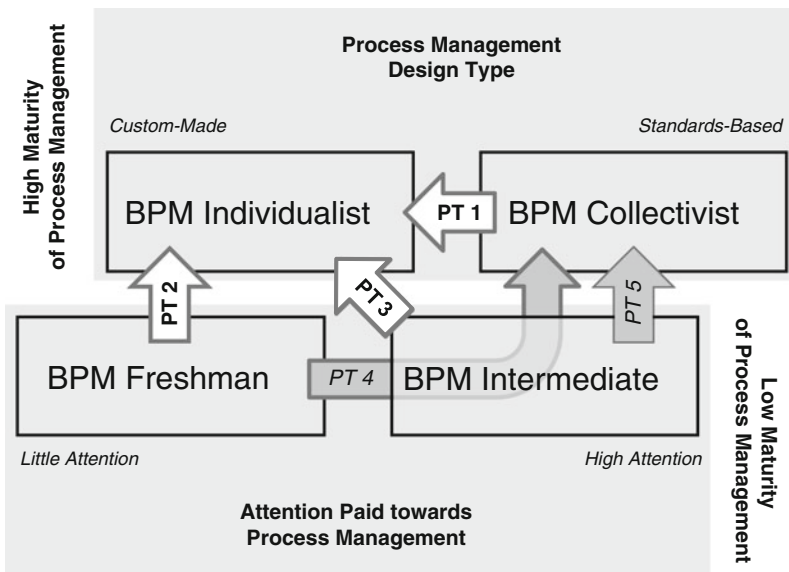 Process Management
Design Type
High Maturity
of Process Management
Custom-Made
Standards-Based
BPM Individualist
PT 1
BPM Collectivist
PT 2
PT 3
PT 5
BPM Freshman
PT 4
BPM Intermediate
Low Maturity
of Process Management
Little Attention
High Attention
Attention Paid towards
Process Management